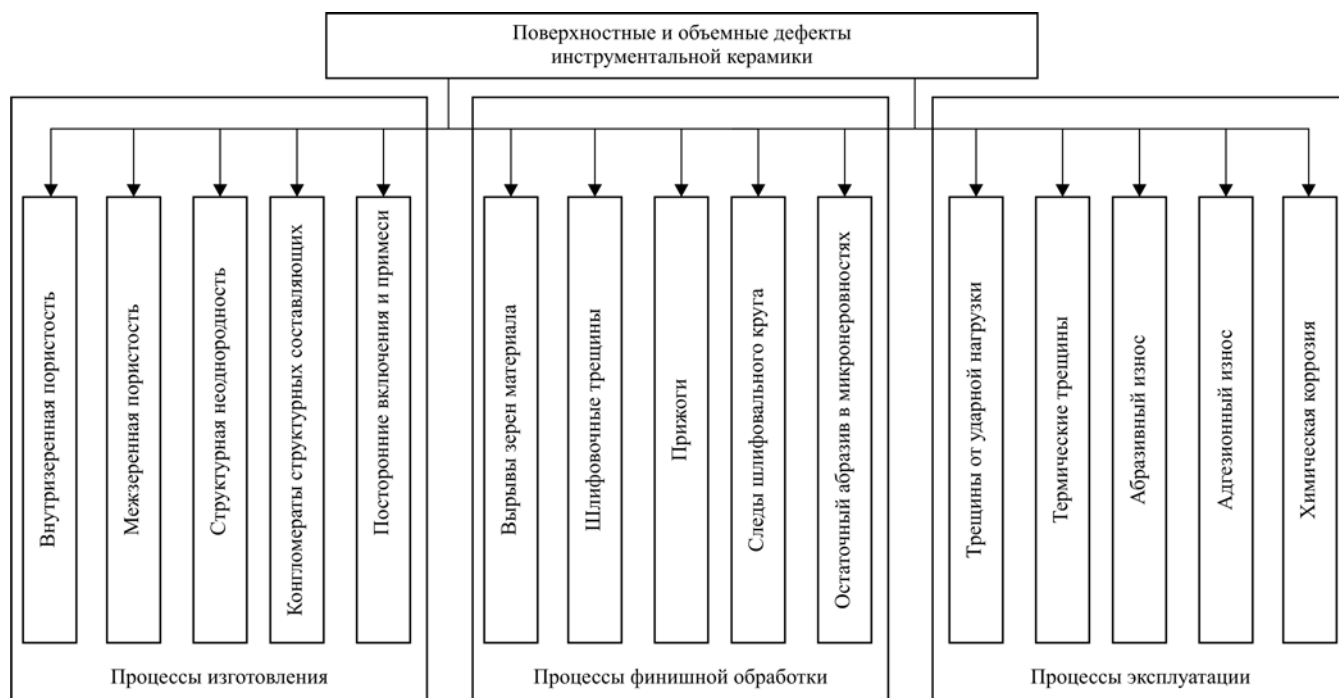 Поверхностные и объемные дефекты
инструментальной керамики
Внутризеренная пористость
Межзеренная пористость
Структурная неоднородность
Конгломераты структурных составляющих
Посторонние включения и примеси
Процессы изготовления
Вырывы зерен материала
Шлифовочные трещины
Прижоги
Следы шлифовального круга
Остаточный абразив в микронеровностях
Процессы финишной обработки
Трещины от ударной нагрузки
Термические трещины
Абразивный износ
Адгезионный износ
Химическая коррозия
Процессы эксплуатации